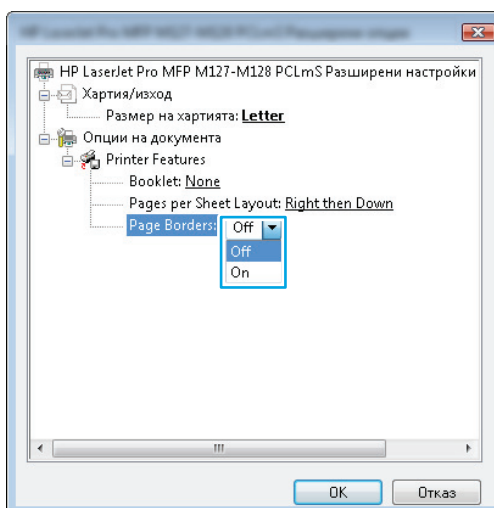 HP LaserJet Pro MFP M127-M128 PCLmS Разширени настройки
Хартия/изход
Размер на хартията: Letter
Опции на документа
Printer Features
Booklet: None
Pages per Sheet Layout: Right then Down
Page Borders: Off
Off
On
OK Отказ